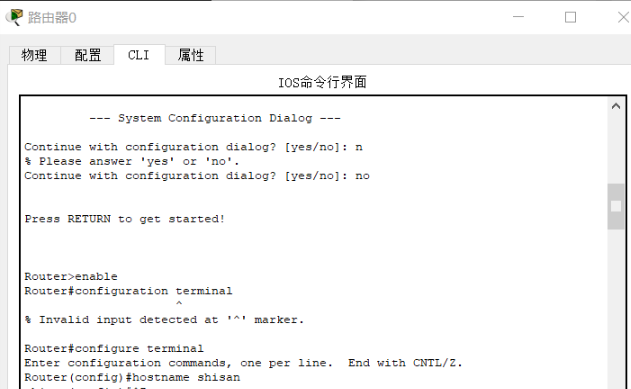 路由器0
物理 配置 CLI 属性
IOS命令行界面
--- System Configuration Dialog ---
Continue with configuration dialog? [yes/no]: n
% Please answer 'yes' or 'no'.
Continue with configuration dialog? [yes/no]: no
Press RETURN to get started!
Router>enable
Router#configuration terminal
^
% Invalid input detected at '^' marker.
Router#configure terminal
Enter configuration commands, one per line.  End with CNTL/Z.
Router(config)#hostname shisan